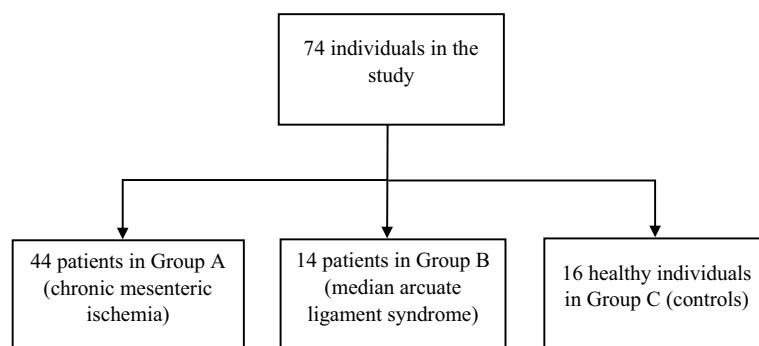 74 individuals in the
study
44 patients in Group A
(chronic mesenteric
ischemia)
14 patients in Group B
(median arcuate
ligament syndrome)
16 healthy individuals
in Group C (controls)